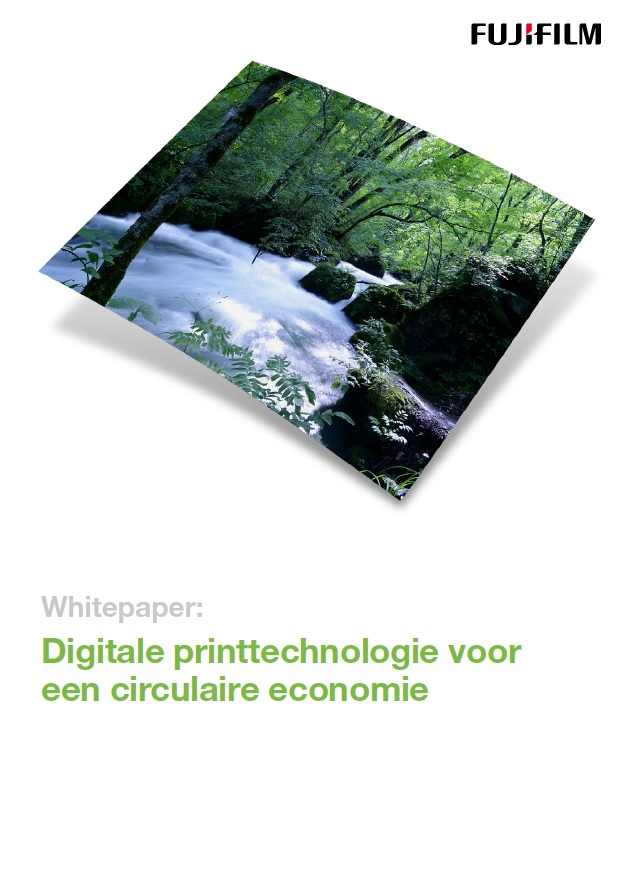 FUJIFILM
Whitepaper:
Digitale printtechnologie voor
een circulaire economie